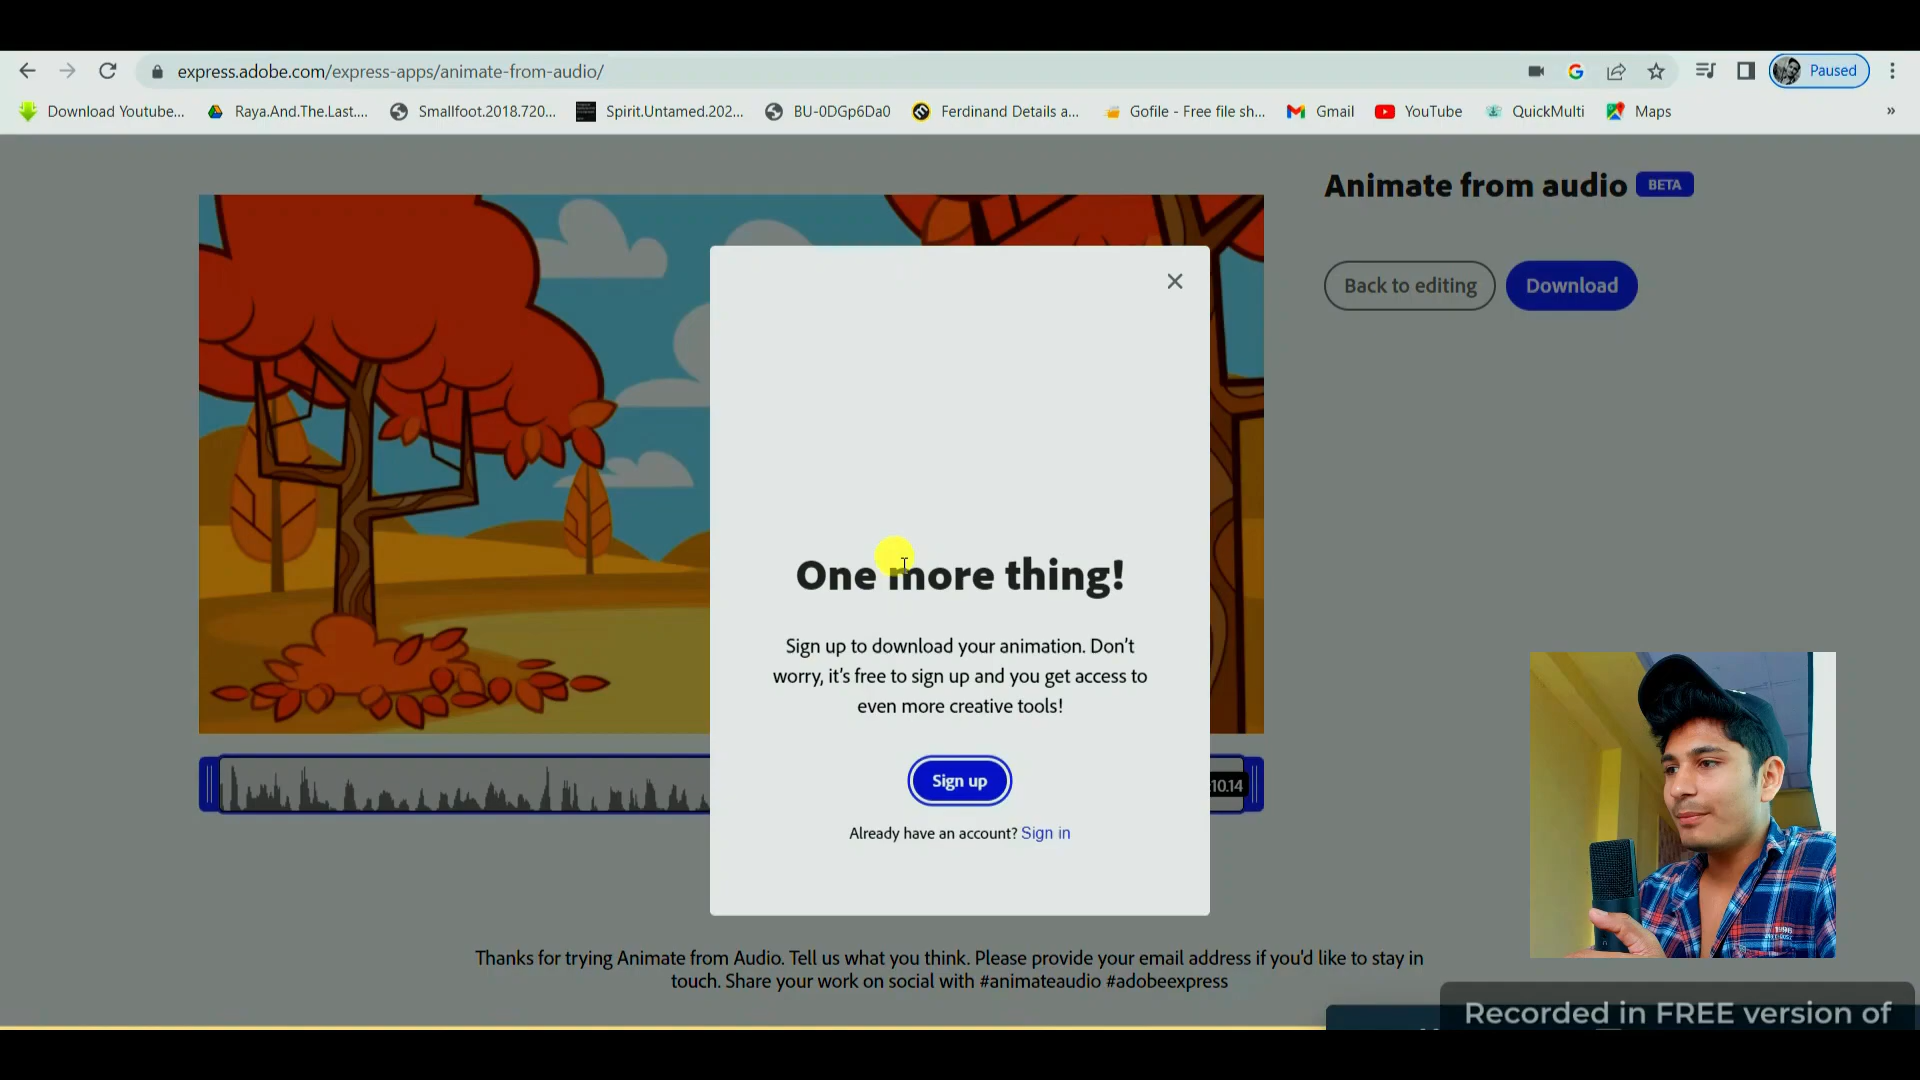 express.adobe.com/express-apps/animate-from-audio/
Paused
Download Youtube...
Raya.And.The.Last....
Smallfoot.2018.720...
Spirit.Untamed.202...
BU-0DGp6Da0
Ferdinand Details a...
Gofile - Free file sh...
Gmail
YouTube
QuickMulti
Maps
»
Animate from audio
BETA
Back to editing
Download
One more thing!
Sign up to download your animation. Don't
worry, it's free to sign up and you get access to
even more creative tools!
Sign up
Already have an account? Sign in
10.14
Thanks for trying Animate from Audio. Tell us what you think. Please provide your email address if you'd like to stay in
touch. Share your work on social with #animateaudio #adobeexpress
Recorded in FREE version of